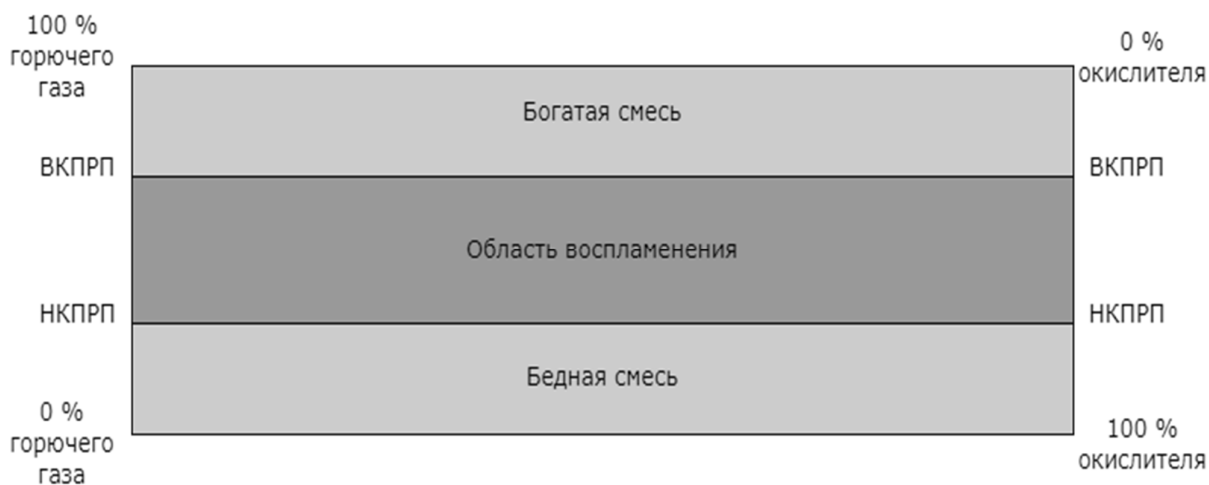 100 %
горючего
газа
0 %
окислителя
Богатая смесь
ВКПРП
ВКПРП
Область воспламенения
НКПРП
НКПРП
Бедная смесь
0 %
горючего
газа
100 %
окислителя